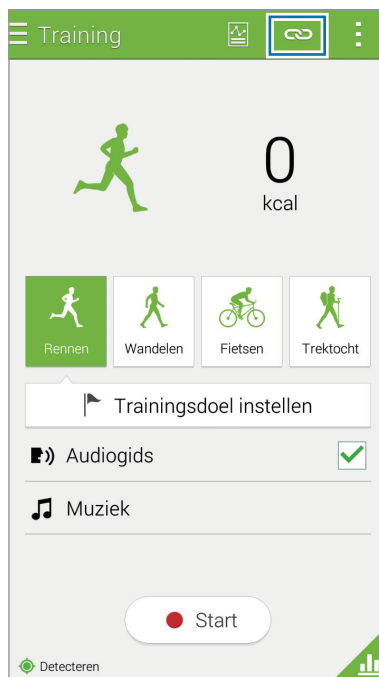 Training
0
kcal
Rennen Wandelen Fietsen Trektocht
Trainingsdoel instellen
Audiogids
Muziek
Start
Detecteren